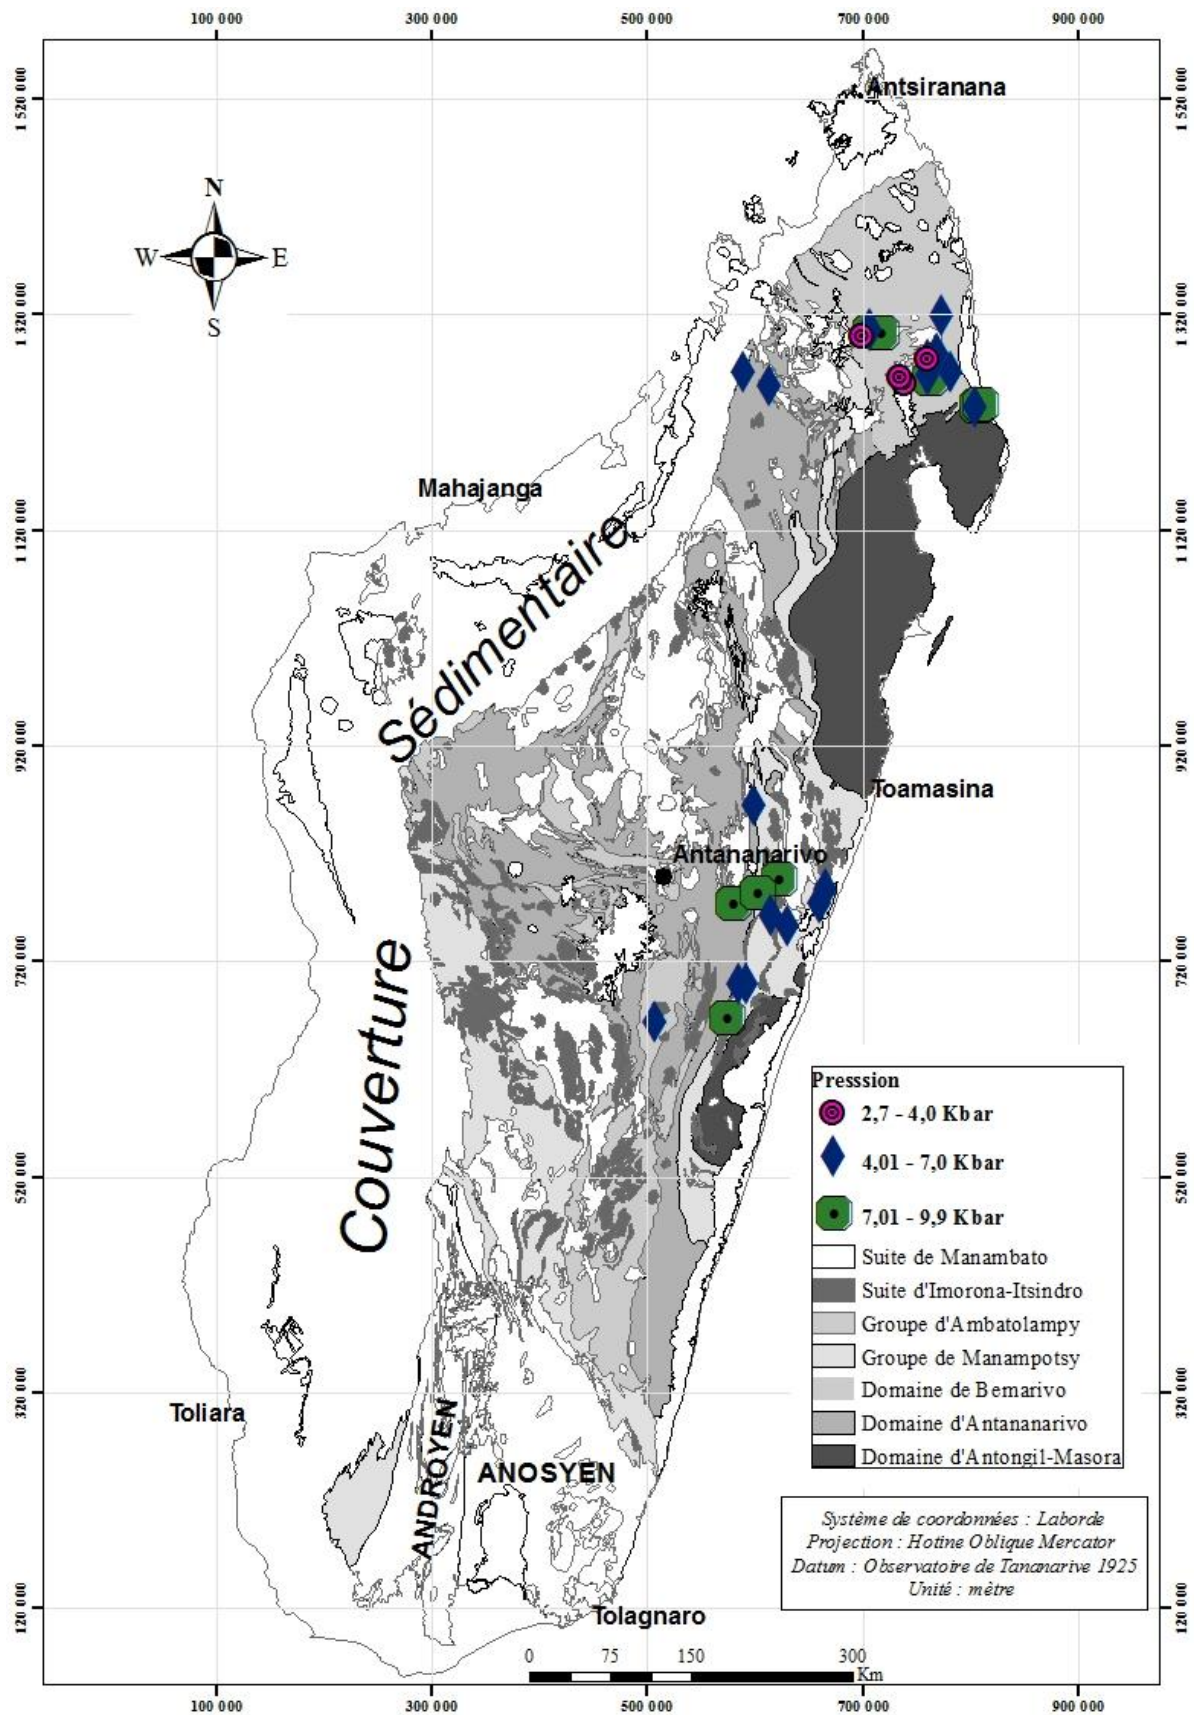 100 000 300 000 500 000 700 000 900 000
1 520 000
1 520 000
Antsiranana
N
W E
S
1 320 000
1 320 000
Mahajanga
1 120 000
1 120 000
Sédimentaire
920 000
920 000
Toamasina
Antananarivo
720 000
720 000
Couverture
Presssion
2,7 - 4,0 Kbar
4,01 - 7,0 Kbar
7,01 - 9,9 Kbar
Suite de Manambato
Suite d'Imorona-Itsindro
Groupe d'Ambatolampy
Groupe de Manampotsy
Domaine de Bemarivo
Domaine d'Antananarivo
Domaine d'Antongil-Masora
520 000
520 000
320 000
320 000
Toliara
ANDROYEN
ANOSYEN
Système de coordonnées : Laborde
Projection : Hotine Oblique Mercator
Datum : Observatoire de Tananarive 1925
Unité : mètre
120 000
120 000
Tolagnaro
0 75 150 300
Km
100 000 300 000 500 000 700 000 900 000